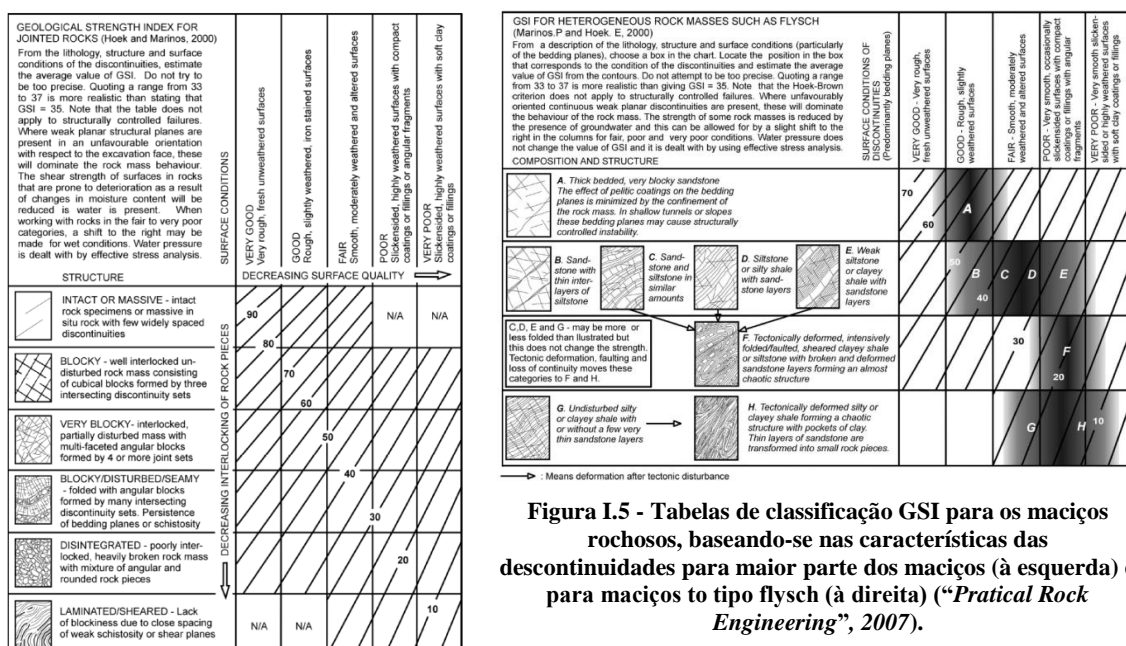 GEOLOGICAL STRENGTH INDEX FOR
JOINTED ROCKS (Hoek and Marinos, 2000)
From the lithology, structure and surface
conditions of the discontinuities, estimate
the average value of GSI. Do not try to
be too precise. Quoting a range from 33
to 37 is more realistic than stating that
GSI = 35. Note that the table does not
apply to structurally controlled failures.
Where weak planar structural planes are
present in an unfavourable orientation
with respect to the excavation face, these
will dominate the rock mass behaviour.
The shear strength of surfaces in rocks
that are prone to deterioration as a result
of changes in moisture content will be
reduced is water is present. When
working with rocks in the fair to very poor
categories, a shift to the right may be
made for wet conditions. Water pressure
is dealt with by effective stress analysis.
STRUCTURE
SURFACE CONDITION
VERY GOOD
Very rough, fresh unweathered surfaces
GOOD
Rough, slightly weathered, iron stained surfaces
FAIR
Smooth, moderately weathered and altered surfaces
POOR
Slickensided, highly weathered surfaces with compact
coatings or fillings or angular fragments
VERY POOR
Slickensided, highly weathered surfaces with soft clay
coatings or fillings
DECREASING SURFACE QUALITY
DECREASING INTERLOCKING OF ROCK PIECES
INTACT OR MASSIVE - intact
rock specimens or massive in
situ rock with few widely spaced
discontinuities
90
N/A
N/A
80
BLOCKY - well interlocked un-
disturbed rock mass consisting
of cubical blocks formed by three
intersecting discontinuity sets
70
60
VERY BLOCKY- interlocked,
partially disturbed mass with
multi-faceted angular blocks
formed by 4 or more joint sets
50
BLOCKY/DISTURBED/SEAMY
- folded with angular blocks
formed by many intersecting
discontinuity sets. Persistence
of bedding planes or schistosity
40
30
DISINTEGRATED - poorly inter-
locked, heavily broken rock mass
with mixture of angular and
rounded rock pieces
20
LAMINATED/SHEARED - Lack
of blockiness due to close spacing
of weak schistosity or shear planes
N/A
N/A
10
GSI FOR HETEROGENEOUS ROCK MASSES SUCH AS FLYSCH
(Marinos.P and Hoek. E, 2000)
From a description of the lithology, structure and surface conditions (particularly
of the bedding planes), choose a box in the chart. Locate the position in the box
that corresponds to the condition of the discontinuities and estimate the average
value of GSI from the contours. Do not attempt to be too precise. Quoting a range
from 33 to 37 is more realistic than giving GSI = 35. Note that the Hoek-Brown
criterion does not apply to structurally controlled failures. Where unfavourably
oriented continuous weak planar discontinuities are present, these will dominate
the behaviour of the rock mass. The strength of some rock masses is reduced by
the presence of groundwater and this can be allowed for by a slight shift to the
right in the columns for fair, poor and very poor conditions. Water pressure does
not change the value of GSI and it is dealt with by using effective stress analysis.
COMPOSITION AND STRUCTURE
SURFACE CONDITIONS OF
DISCONTINUITIES
(Predominantly bedding planes)
VERY GOOD - Very rough,
fresh unweathered surfaces
GOOD - Rough, slightly
weathered surfaces
FAIR - Smooth, moderately
weathered and altered surfaces
POOR - Very smooth, occasionally
slickensided surfaces with compact
coatings or fillings with angular
fragments
VERY POOR - Very smooth slicken-
sided or highly weathered surfaces
with soft clay coatings or fillings
A. Thick bedded, very blocky sandstone
The effect of pelitic coatings on the bedding
planes is minimized by the confinement of
the rock mass. In shallow tunnels or slopes
these bedding planes may cause structurally
controlled instability.
70
60
A
B. Sand-
stone with
thin inter-
layers of
siltstone
C. Sand-
stone and
siltstone in
similar
amounts
D. Siltstone
or silty shale
with sand-
stone layers
E. Weak
siltstone
or clayey
shale with
sandstone
layers
50
B
C
D
E
40
C,D, E and G - may be more or
less folded than llustrated but
this does not change the strength.
Tectonic deformation, faulting and
loss of continuity moves these
categories to F and H.
F. Tectonically deformed, intensively
folded/faulted, sheared clayey shale
or siltstone with broken and deformed
sandstone layers forming an almost
chaotic structure
30
F
20
G. Undisturbed silty
or clayey shale with
or without a few very
thin sandstone layers
H. Tectonically deformed silty or
clayey shale forming a chaotic
structure with pockets of clay.
Thin layers of sandstone are
transformed into small rock pieces.
G
H
10
: Means deformation after tectonic disturbance
Figura I.5 - Tabelas de classificação GSI para os maciços
rochosos, baseando-se nas características das
descontinuidades para maior parte dos maciços (à esquerda)
para maciços to tipo flysch (à direita) (“Pratical Rock
Engineering”, 2007).